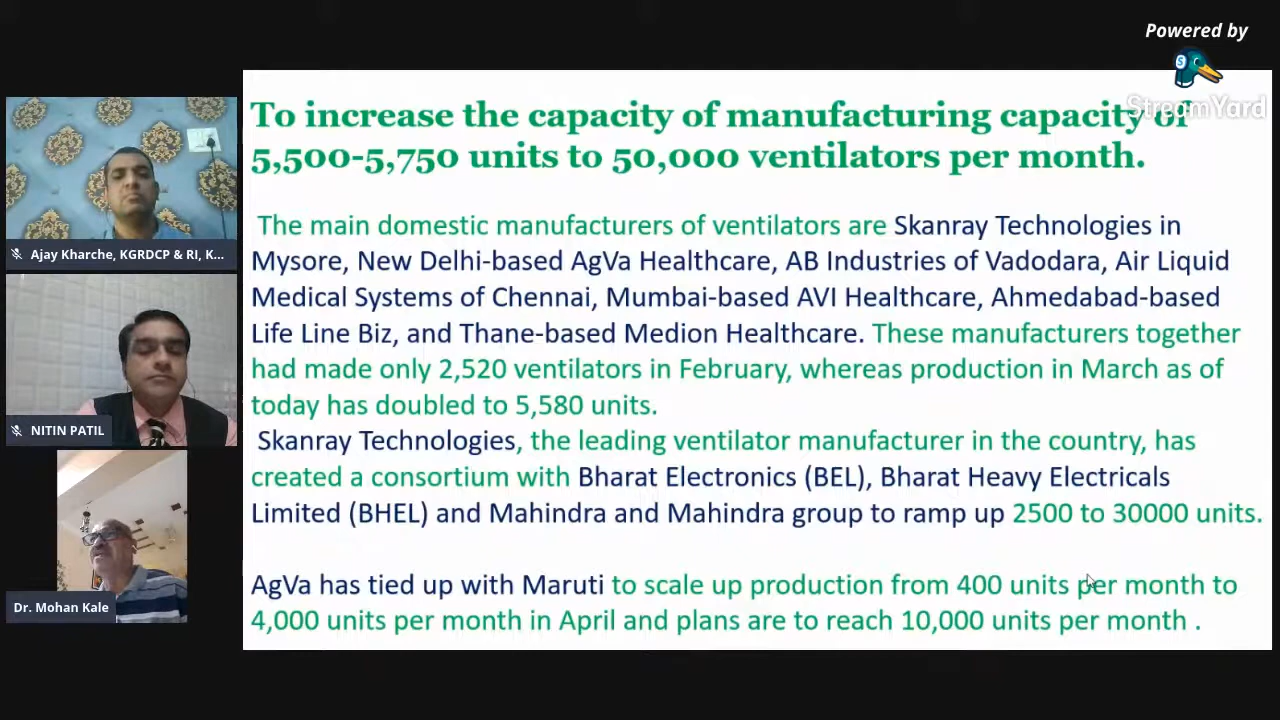 Powered by
StreamYard
To increase the capacity of manufacturing capacity of
5,500-5,750 units to 50,000 ventilators per month.
The main domestic manufacturers of ventilators are Skanray Technologies in
Mysore, New Delhi-based AgVa Healthcare, AB Industries of Vadodara, Air Liquid
Medical Systems of Chennai, Mumbai-based AVI Healthcare, Ahmedabad-based
Life Line Biz, and Thane-based Medion Healthcare. These manufacturers together
had made only 2,520 ventilators in February, whereas production in March as of
today has doubled to 5,580 units.
Skanray Technologies, the leading ventilator manufacturer in the country, has
created a consortium with Bharat Electronics (BEL), Bharat Heavy Electricals
Limited (BHEL) and Mahindra and Mahindra group to ramp up 2500 to 30000 units.
AgVa has tied up with Maruti to scale up production from 400 units per month to
4,000 units per month in April and plans are to reach 10,000 units per month .
Ajay Kharche, KGRDCP & RI, K...
NITIN PATIL
Dr. Mohan Kale